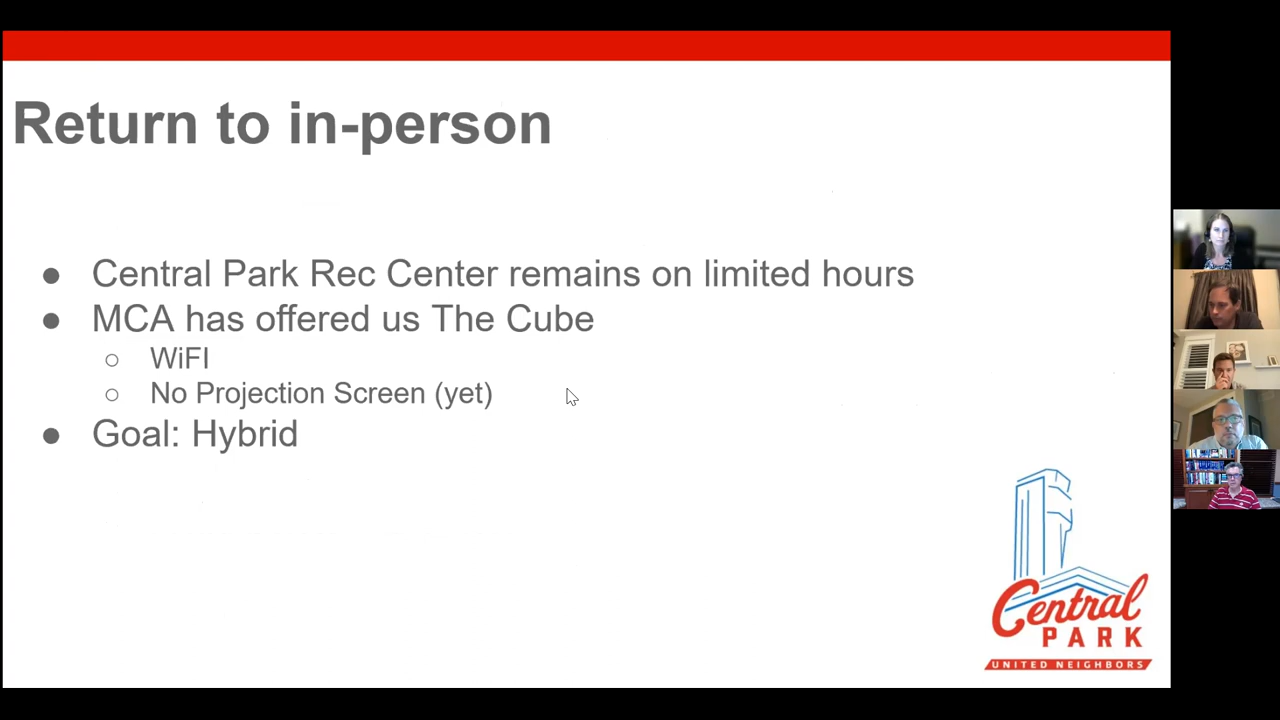 Return to in-person
● Central Park Rec Center remains on limited hours
● MCA has offered us The Cube
○ WiFI
○ No Projection Screen (yet)
● Goal: Hybrid
Central
PARK
UNITED NEIGHBORS